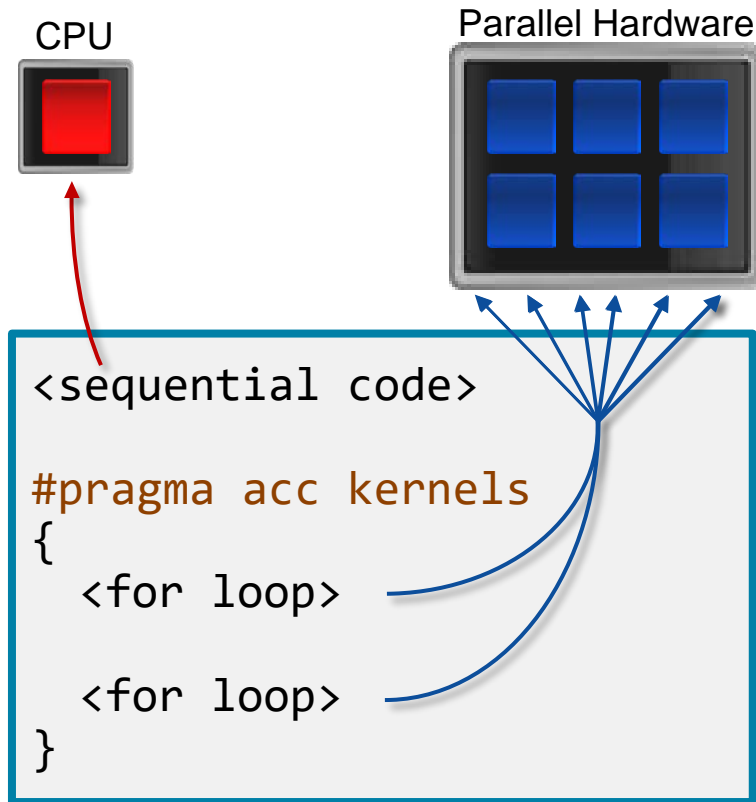 CPU
Parallel Hardware
<sequential code>
#pragma acc kernels
{
<for loop>
<for loop>
}